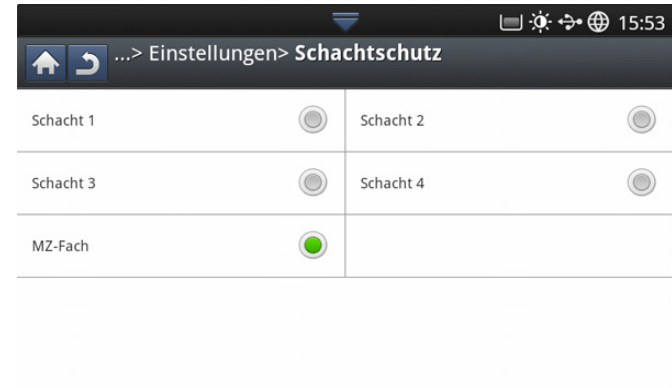 15:53
...> Einstellungen> Schachtschutz
Schacht 1
Schacht 2
Schacht 3
Schacht 4
MZ-Fach